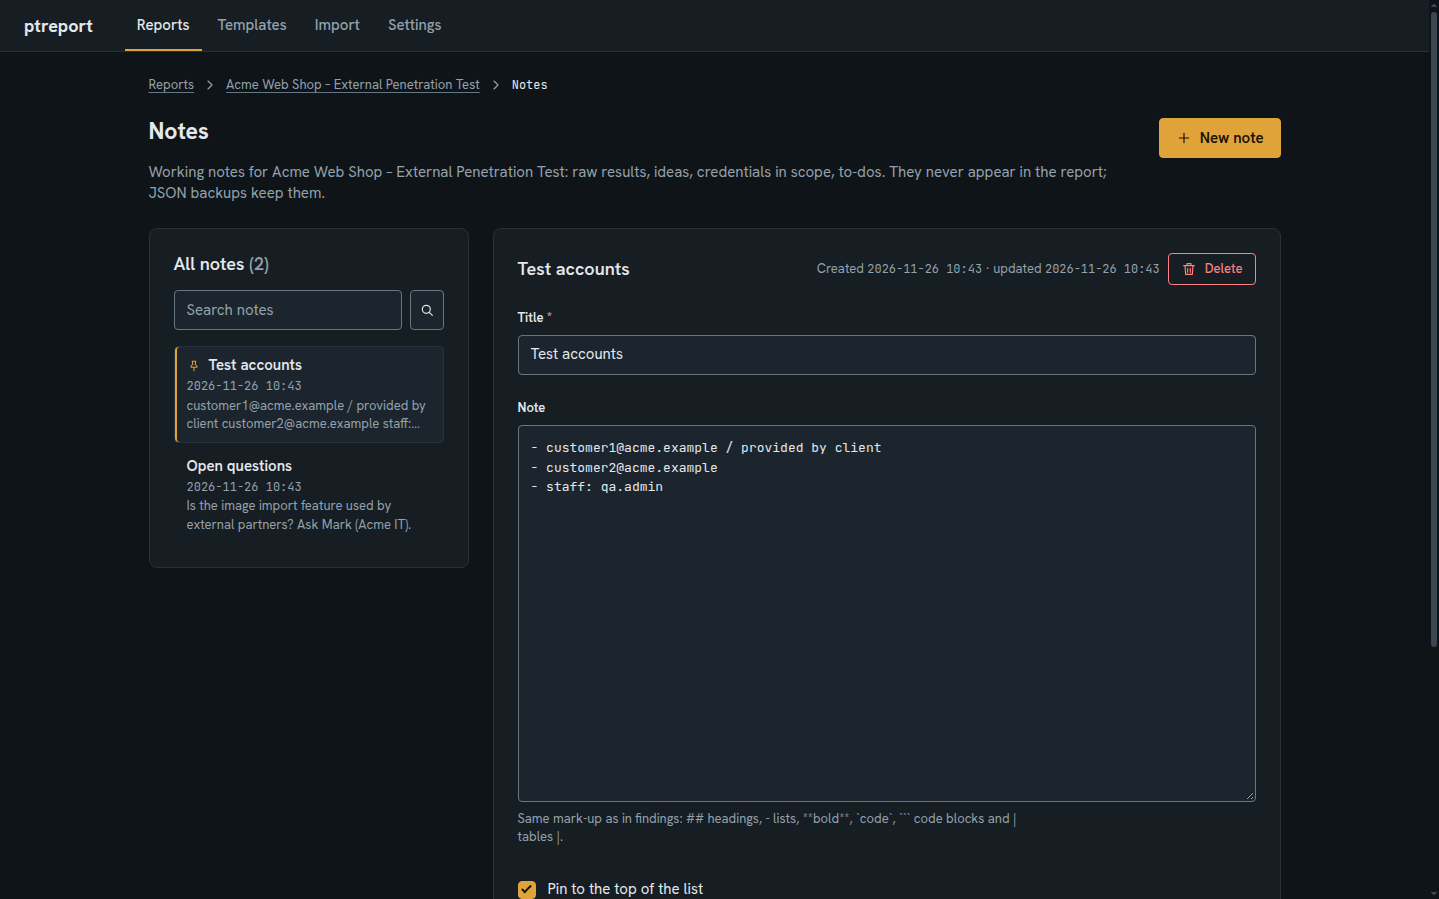 ptreport
Reports
Templates
Import
Settings
Reports
Acme Web Shop – External Penetration Test
Notes
Notes
New note
Working notes for Acme Web Shop – External Penetration Test: raw results, ideas, credentials in scope, to-dos. They never appear in the report;
JSON backups keep them.
All notes (2)
Search notes
Test accounts
2026-11-26 10:43
customer1@acme.example / provided by
client customer2@acme.example staff:...
Open questions
2026-11-26 10:43
Is the image import feature used by
external partners? Ask Mark (Acme IT).
Test accounts
Created 2026-11-26 10:43 · updated 2026-11-26 10:43
Delete
Title *
Test accounts
Note
- customer1@acme.example / provided by client
- customer2@acme.example
- staff: qa.admin
Same mark-up as in findings: ## headings, - lists, **bold**, `code`, ``` code blocks and |
tables |.
Pin to the top of the list